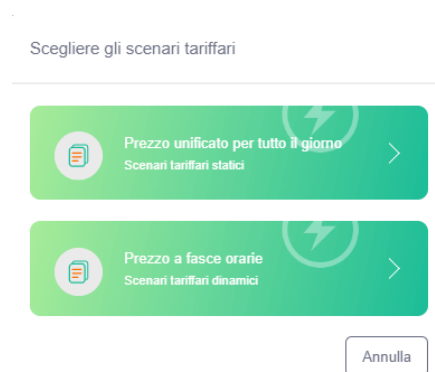 Scegliere gli scenari tariffari
Prezzo unificato per tutto il giorno
Scenari tariffari statici
Prezzo a fasce orarie
Scenari tariffari dinamici
Annulla